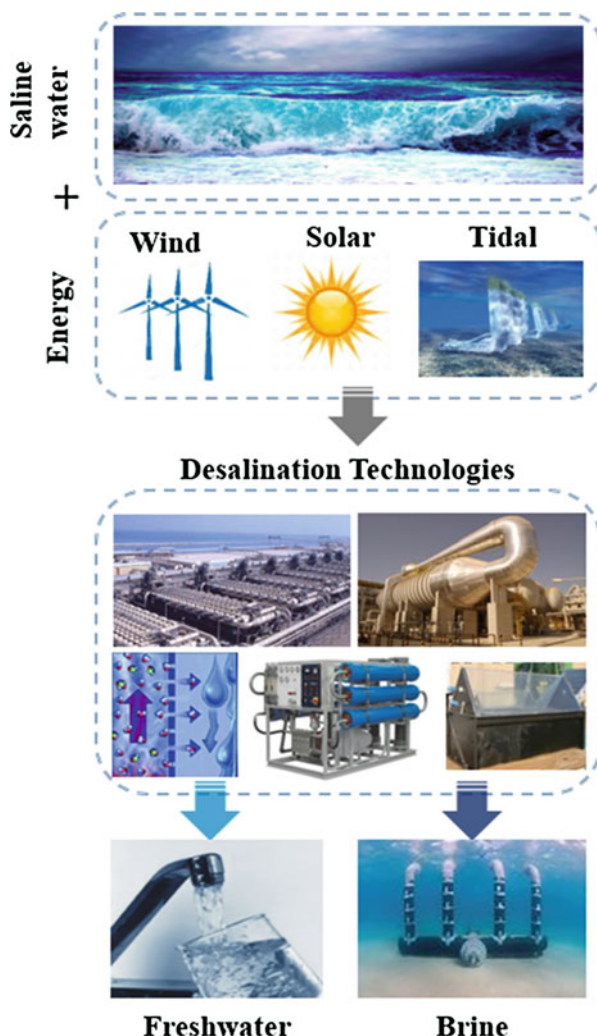 Saline
water
+
Energy
Wind
Solar
Tidal
Desalination Technologies
Freshwater
Brine